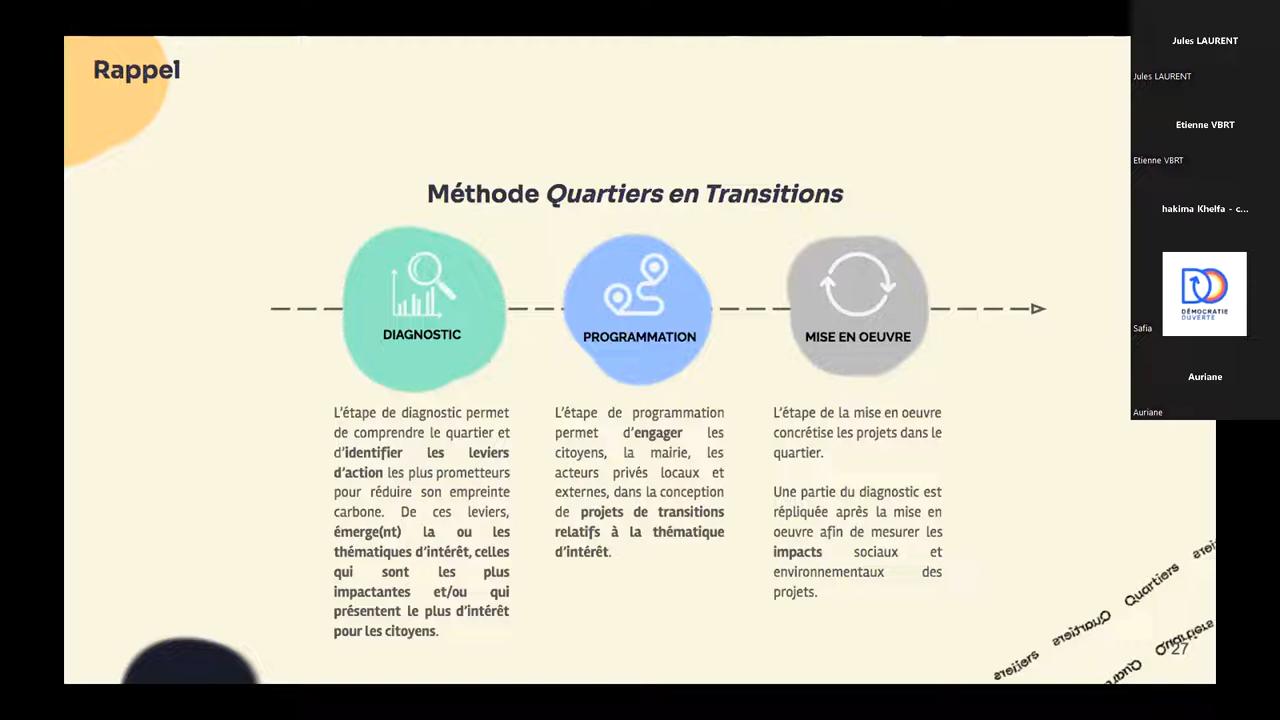 Rappel
Méthode Quartiers en Transitions
DIAGNOSTIC
PROGRAMMATION
MISE EN OEUVRE
L'étape de diagnostic permet
de comprendre le quartier et
d'identifier les leviers
d'action les plus prometteurs
pour réduire son empreinte
carbone. De ces leviers,
émerge(nt) la ou les
thématiques d'intérêt, celles
qui sont les plus
impactantes et/ou qui
présentent le plus d'intérêt
pour les citoyens.
L'étape de programmation
permet d'engager les
citoyens, la mairie, les
acteurs privés locaux et
externes, dans la conception
de projets de transitions
relatifs à la thématique
d'intérêt.
L'étape de la mise en oeuvre
concrétise les projets dans le
quartier.
Une partie du diagnostic est
répliquée après la mise en
oeuvre afin de mesurer les
impacts sociaux et
environnementaux des
projets.
Quartiers
Quartiers
27
Jules LAURENT
Jules LAURENT
Etienne VBRT
Etienne VBRT
hakima Khelfa - c...
DÉMOCRATIE
OUVERTE
Safia
Auriane
Auriane